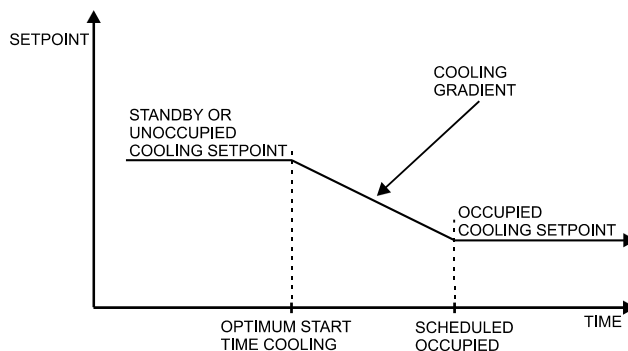 SETPOINT
COOLING
GRADIENT
STANDBY OR
UNOCCUPIED
COOLING SETPOINT
OCCUPIED
COOLING SETPOINT
TIME
OPTIMUM START
TIME COOLING
SCHEDULED
OCCUPIED